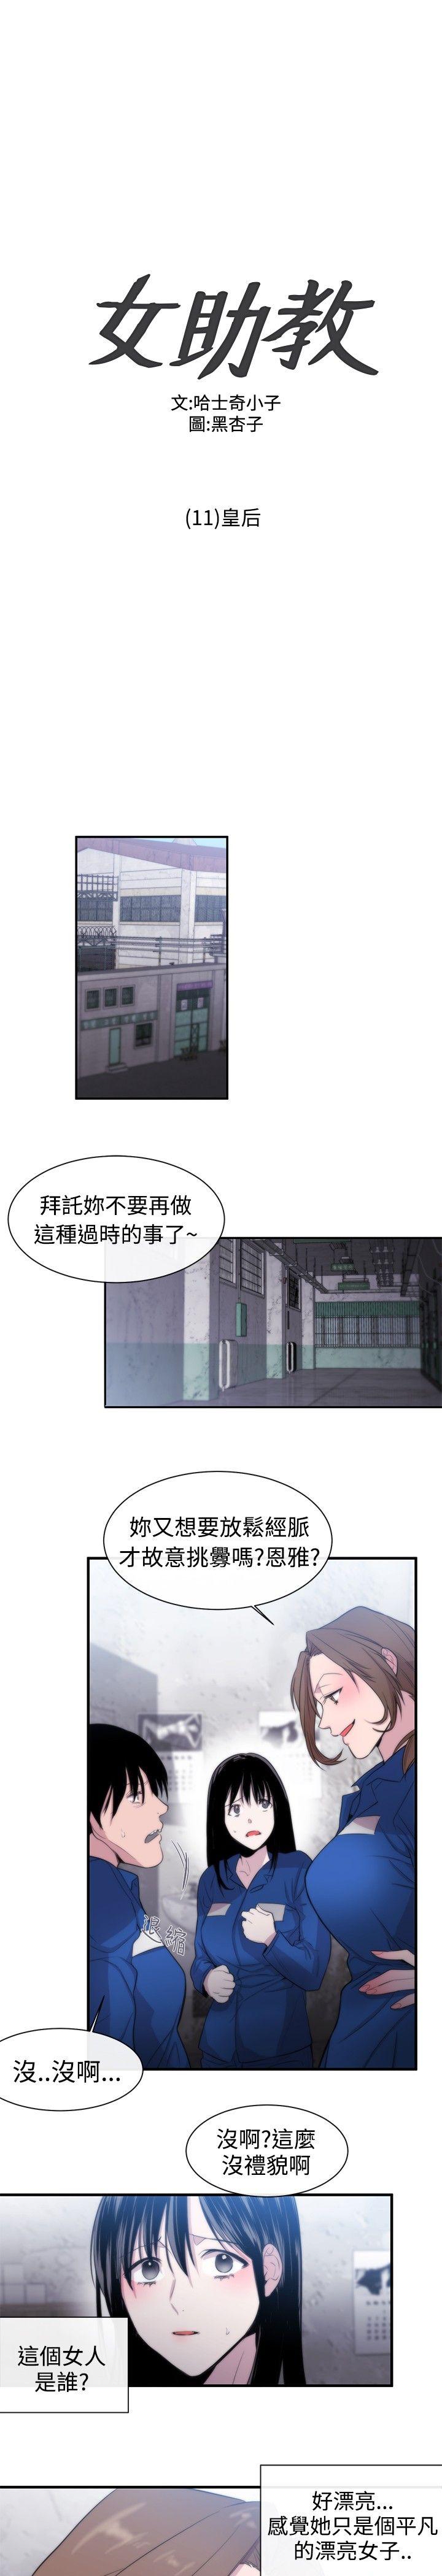 女助教
文:哈士奇小子
圖:黑杏子
(11)皇后
拜託妳不要再做
這種過時的事了~
妳又想要放鬆經脈
才故意挑釁嗎?恩雅?
退縮
沒..沒啊...
沒啊?這麼
沒禮貌啊
這個女人
是誰?
好漂亮...
感覺她只是個平凡
的漂亮女子..